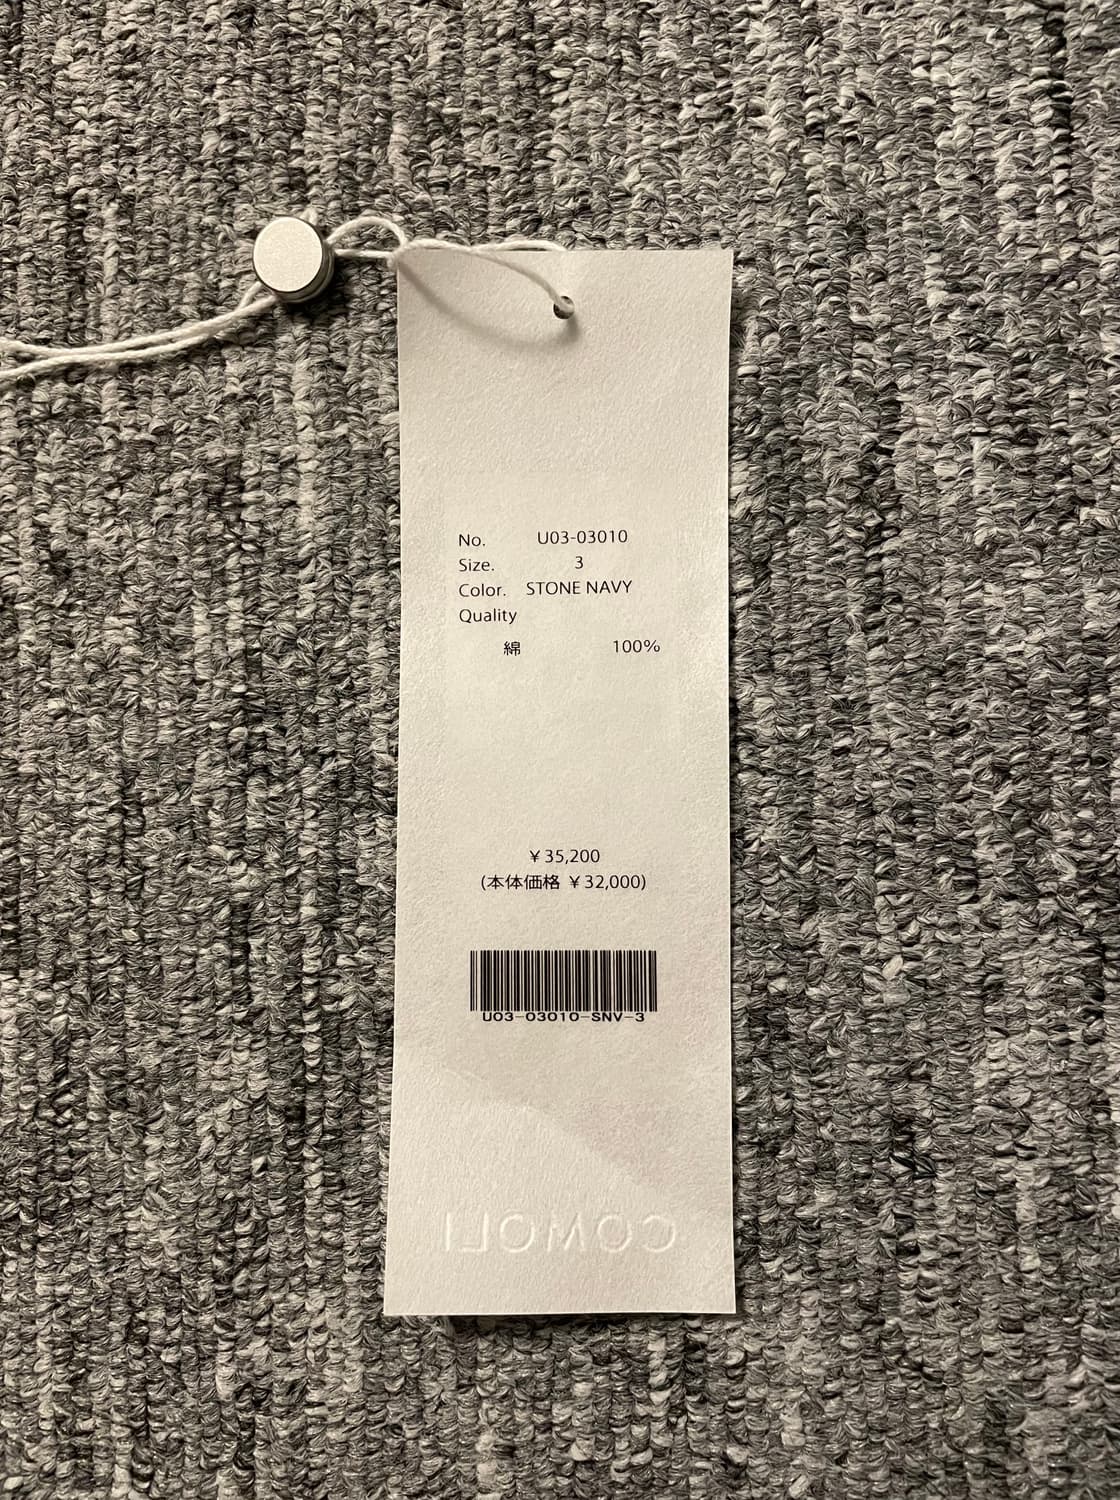 No. U03-03010
Size. 3
Color. STONE NAVY
Quality
綿 100%
￥35,200
(本体価格 ￥32,000)
U03-03010-SNV-3
COMOLI